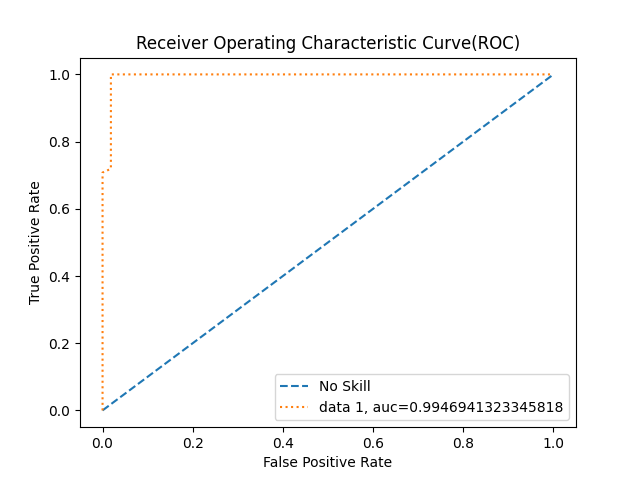 Receiver Operating Characteristic Curve(ROC)
1.0
0.8
0.6
0.4
0.2
0.0
True Positive Rate
No Skill
data 1, auc=0.9946941323345818
0.0 0.2 0.4 0.6 0.8 1.0
False Positive Rate